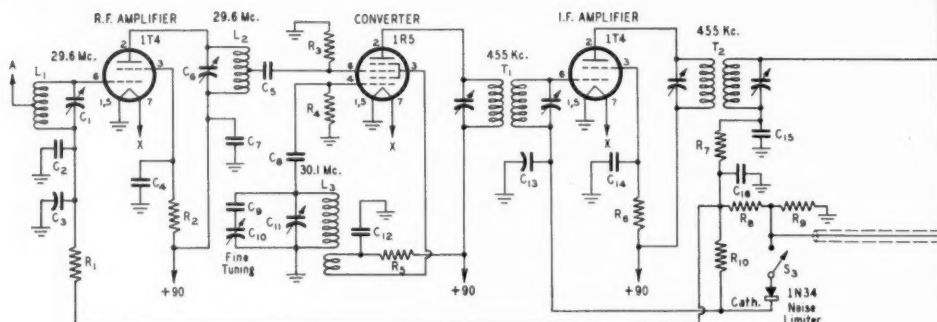 R.F. AMPLIFIER
1T4
29.6 Mc.
CONVERTER
1R5
I.F. AMPLIFIER
1T4
29.6 Mc.
L1
A
C1
C2
C3
R1
2
6
3
1,5
7
X
C4
R2
+90
C6
L2
C5
C7
R3
R4
C8
2
6
4
3
1,5
7
X
30.1 Mc.
L3
C9
C10
C11
Fine
Tuning
C12
R5
+90
455 Kc.
T1
C13
2
6
3
1,5
7
X
C14
R6
+90
455 Kc.
T2
C15
R7
C16
R8
R9
R10
S3
Cath.
1N34
Noise
Limiter